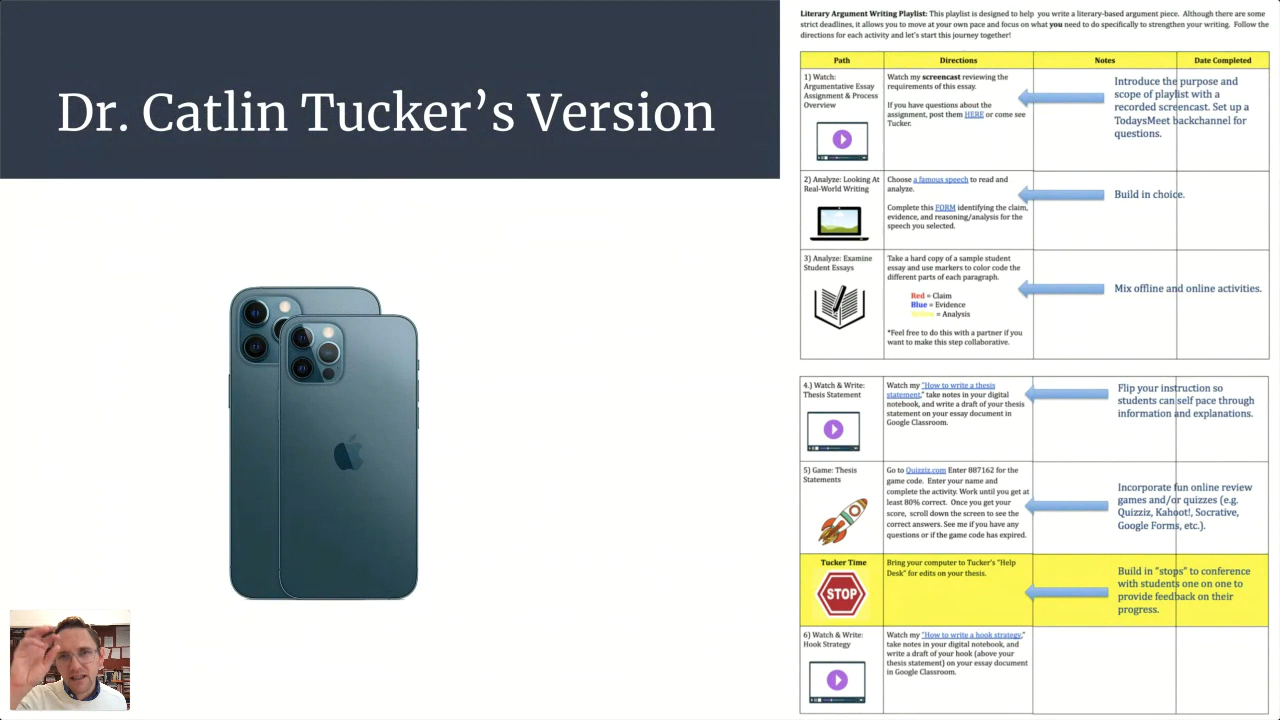 Dr. Catlin Tucker's Version
Literary Argument Writing Playlist: This playlist is designed to help you write a literary-based argument piece. Although there are some
strict deadlines, it allows you to move at your own pace and focus on what you need to do specifically to strengthen your writing. Follow the
directions for each activity and let's start this journey together!
Path
Directions
Notes
Date Completed
1) Watch:
Argumentative Essay
Assignment & Process
Overview
Watch my screencast reviewing the
requirements of this essay.
If you have questions about the
assignment, post them HERE or come see
Tucker.
Introduce the purpose and
scope of playlist with a
recorded screencast. Set up a
TodaysMeet backchannel for
questions.
2) Analyze: Looking At
Real-World Writing
Choose a famous speech to read and
analyze.
Complete this FORM identifying the claim,
evidence, and reasoning/analysis for the
speech you selected.
Build in choice.
3) Analyze: Examine
Student Essays
Take a hard copy of a sample student
essay and use markers to color code the
different parts of each paragraph.
Red = Claim
Blue = Evidence
Yellow = Analysis
*Feel free to do this with a partner if you
want to make this step collaborative.
Mix offline and online activities.
4.) Watch & Write:
Thesis Statement
Watch my "How to write a thesis
statement," take notes in your digital
notebook, and write a draft of your thesis
statement on your essay document in
Google Classroom.
Flip your instruction so
students can self pace through
information and explanations.
5) Game: Thesis
Statements
Go to Quizziz.com Enter 887162 for the
game code. Enter your name and
complete the activity. Work until you get at
least 80% correct. Once you get your
score, scroll down the screen to see the
correct answers. See me if you have any
questions or if the game code has expired.
Incorporate fun online review
games and/or quizzes (e.g.
Quizziz, Kahoot!, Socrative,
Google Forms, etc.).
Tucker Time
STOP
Bring your computer to Tucker's "Help
Desk" for edits on your thesis.
Build in "stops" to conference
with students one on one to
provide feedback on their
progress.
6) Watch & Write:
Hook Strategy
Watch my "How to write a hook strategy,"
take notes in your digital notebook, and
write a draft of your hook (above your
thesis statement) on your essay document
in Google Classroom.